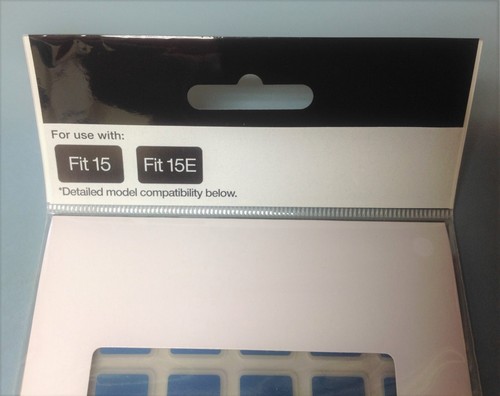 For use with:
Fit 15 Fit 15E
*Detailed model compatibility below.